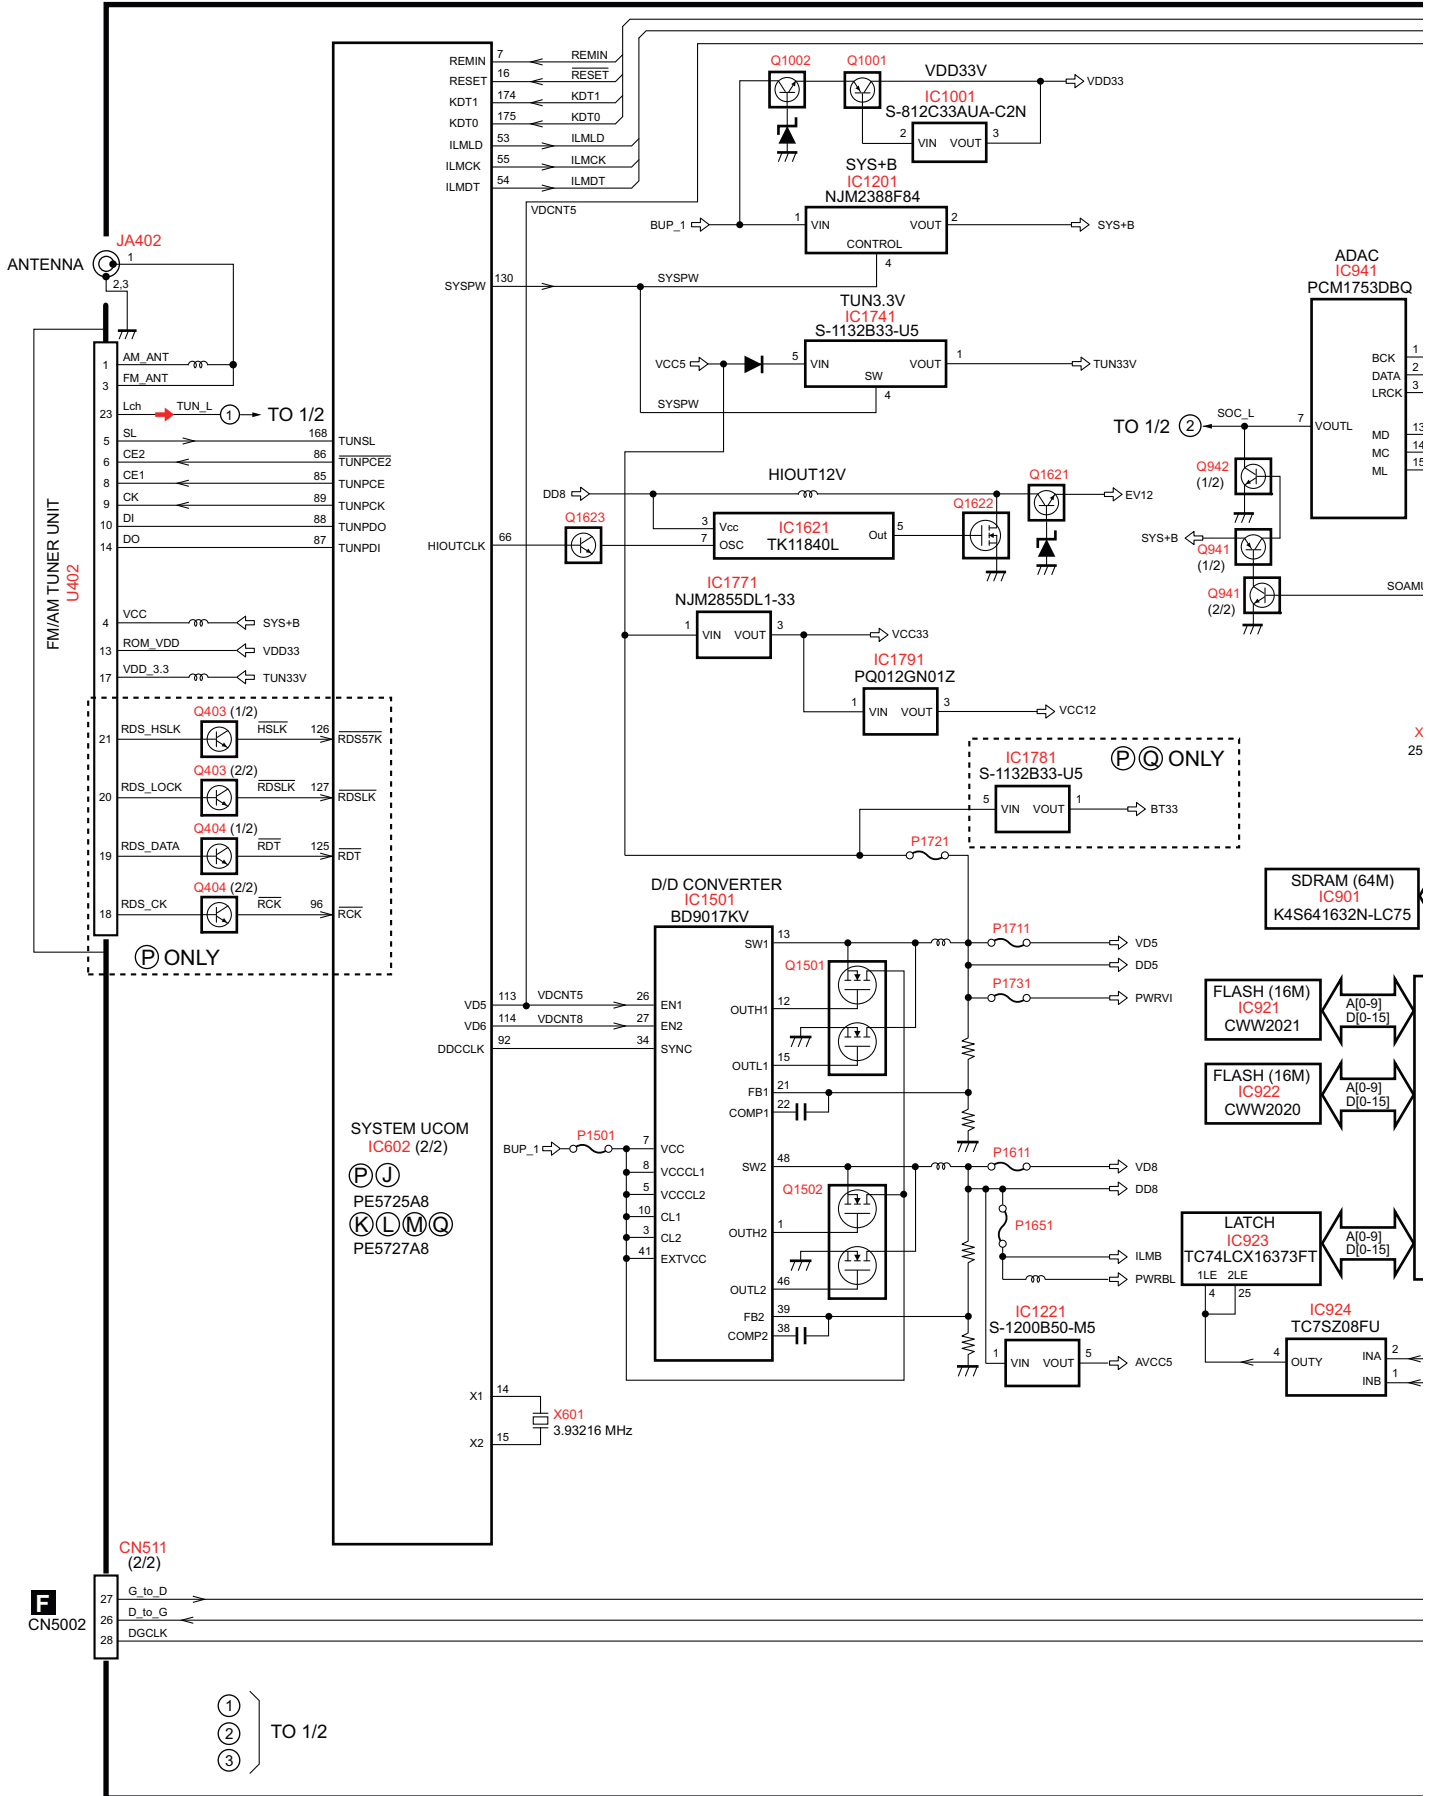 REMIN 7 REMIN
RESET 16 RESET
KDT1 174 KDT1
KDT0 175 KDT0
ILMLD 53 ILMLD
ILMCK 55 ILMCK
ILMDT 54 ILMDT
VDCNT5
Q1002 Q1001
VDD33V
VDD33
IC1001
S-812C33AUA-C2N
2 VIN VOUT 3
SYS+B
IC1201
NJM2388F84
BUP_1 1 VIN VOUT 2 SYS+B
CONTROL
4
JA402
ANTENNA 1
2,3
SYSPW 130 SYSPW
TUN3.3V
IC1741
S-1132B33-U5
VCC5 5 VIN VOUT 1 TUN33V
SW
4
SYSPW
ADAC
IC941
PCM1753DBQ
BCK 1
DATA 2
LRCK 3
7 VOUTL
MD 13
MC 14
ML 15
TO 1/2 2 SOC_L
Q942
(1/2)
SYS+B
Q941
(1/2)
Q941
(2/2)
SOAMU
FM/AM TUNER UNIT
U402
1 AM_ANT
3 FM_ANT
23 Lch TUN_L 1 TO 1/2
5 SL 168 TUNSL
6 CE2 86 TUNPCE2
8 CE1 85 TUNPCE
9 CK 89 TUNPCK
10 DI 88 TUNPDO
14 DO 87 TUNPDI
4 VCC SYS+B
13 ROM_VDD VDD33
17 VDD_3.3 TUN33V
HIOUT12V
DD8
Q1621
EV12
Q1622
Q1623
HIOUTCLK 66
3 Vcc
7 OSC
IC1621
TK11840L
Out 5
IC1771
NJM2855DL1-33
1 VIN VOUT 3 VCC33
IC1791
PQ012GN01Z
1 VIN VOUT 3 VCC12
Q403 (1/2)
21 RDS_HSLK HSLK 126 RDS57K
Q403 (2/2)
20 RDS_LOCK RDSLK 127 RDSLK
Q404 (1/2)
19 RDS_DATA RDT 125 RDT
Q404 (2/2)
18 RDS_CK RCK 96 RCK
P ONLY
IC1781
S-1132B33-U5
P Q ONLY
5 VIN VOUT 1 BT33
X
25
P1721
D/D CONVERTER
IC1501
BD9017KV
SW1 13
P1711 VD5
DD5
P1731 PWRVI
Q1501
OUTH1 12
OUTL1 15
FB1 21
COMP1 22
VD5 113 VDCNT5 26 EN1
VD6 114 VDCNT8 27 EN2
DDCCLK 92 34 SYNC
SDRAM (64M)
IC901
K4S641632N-LC75
FLASH (16M)
IC921
CWW2021
A[0-9]
D[0-15]
FLASH (16M)
IC922
CWW2020
A[0-9]
D[0-15]
SYSTEM UCOM
IC602 (2/2)
P J
PE5725A8
K L M Q
PE5727A8
BUP_1 P1501 7 VCC
8 VCCCL1
5 VCCCL2
10 CL1
3 CL2
41 EXTVCC
SW2 48
P1611 VD8
DD8
Q1502
OUTH2 1
OUTL2 46
FB2 39
COMP2 38
P1651
ILMB
PWRBL
IC1221
S-1200B50-M5
1 VIN VOUT 5 AVCC5
LATCH
IC923
TC74LCX16373FT
1LE 2LE
4 25
A[0-9]
D[0-15]
IC924
TC7SZ08FU
4 OUTY INA 2
INB 1
X1 14
X2 15
X601
3.93216 MHz
CN511
(2/2)
F
CN5002
27 G_to_D
26 D_to_G
28 DGCLK
1
2
3
TO 1/2